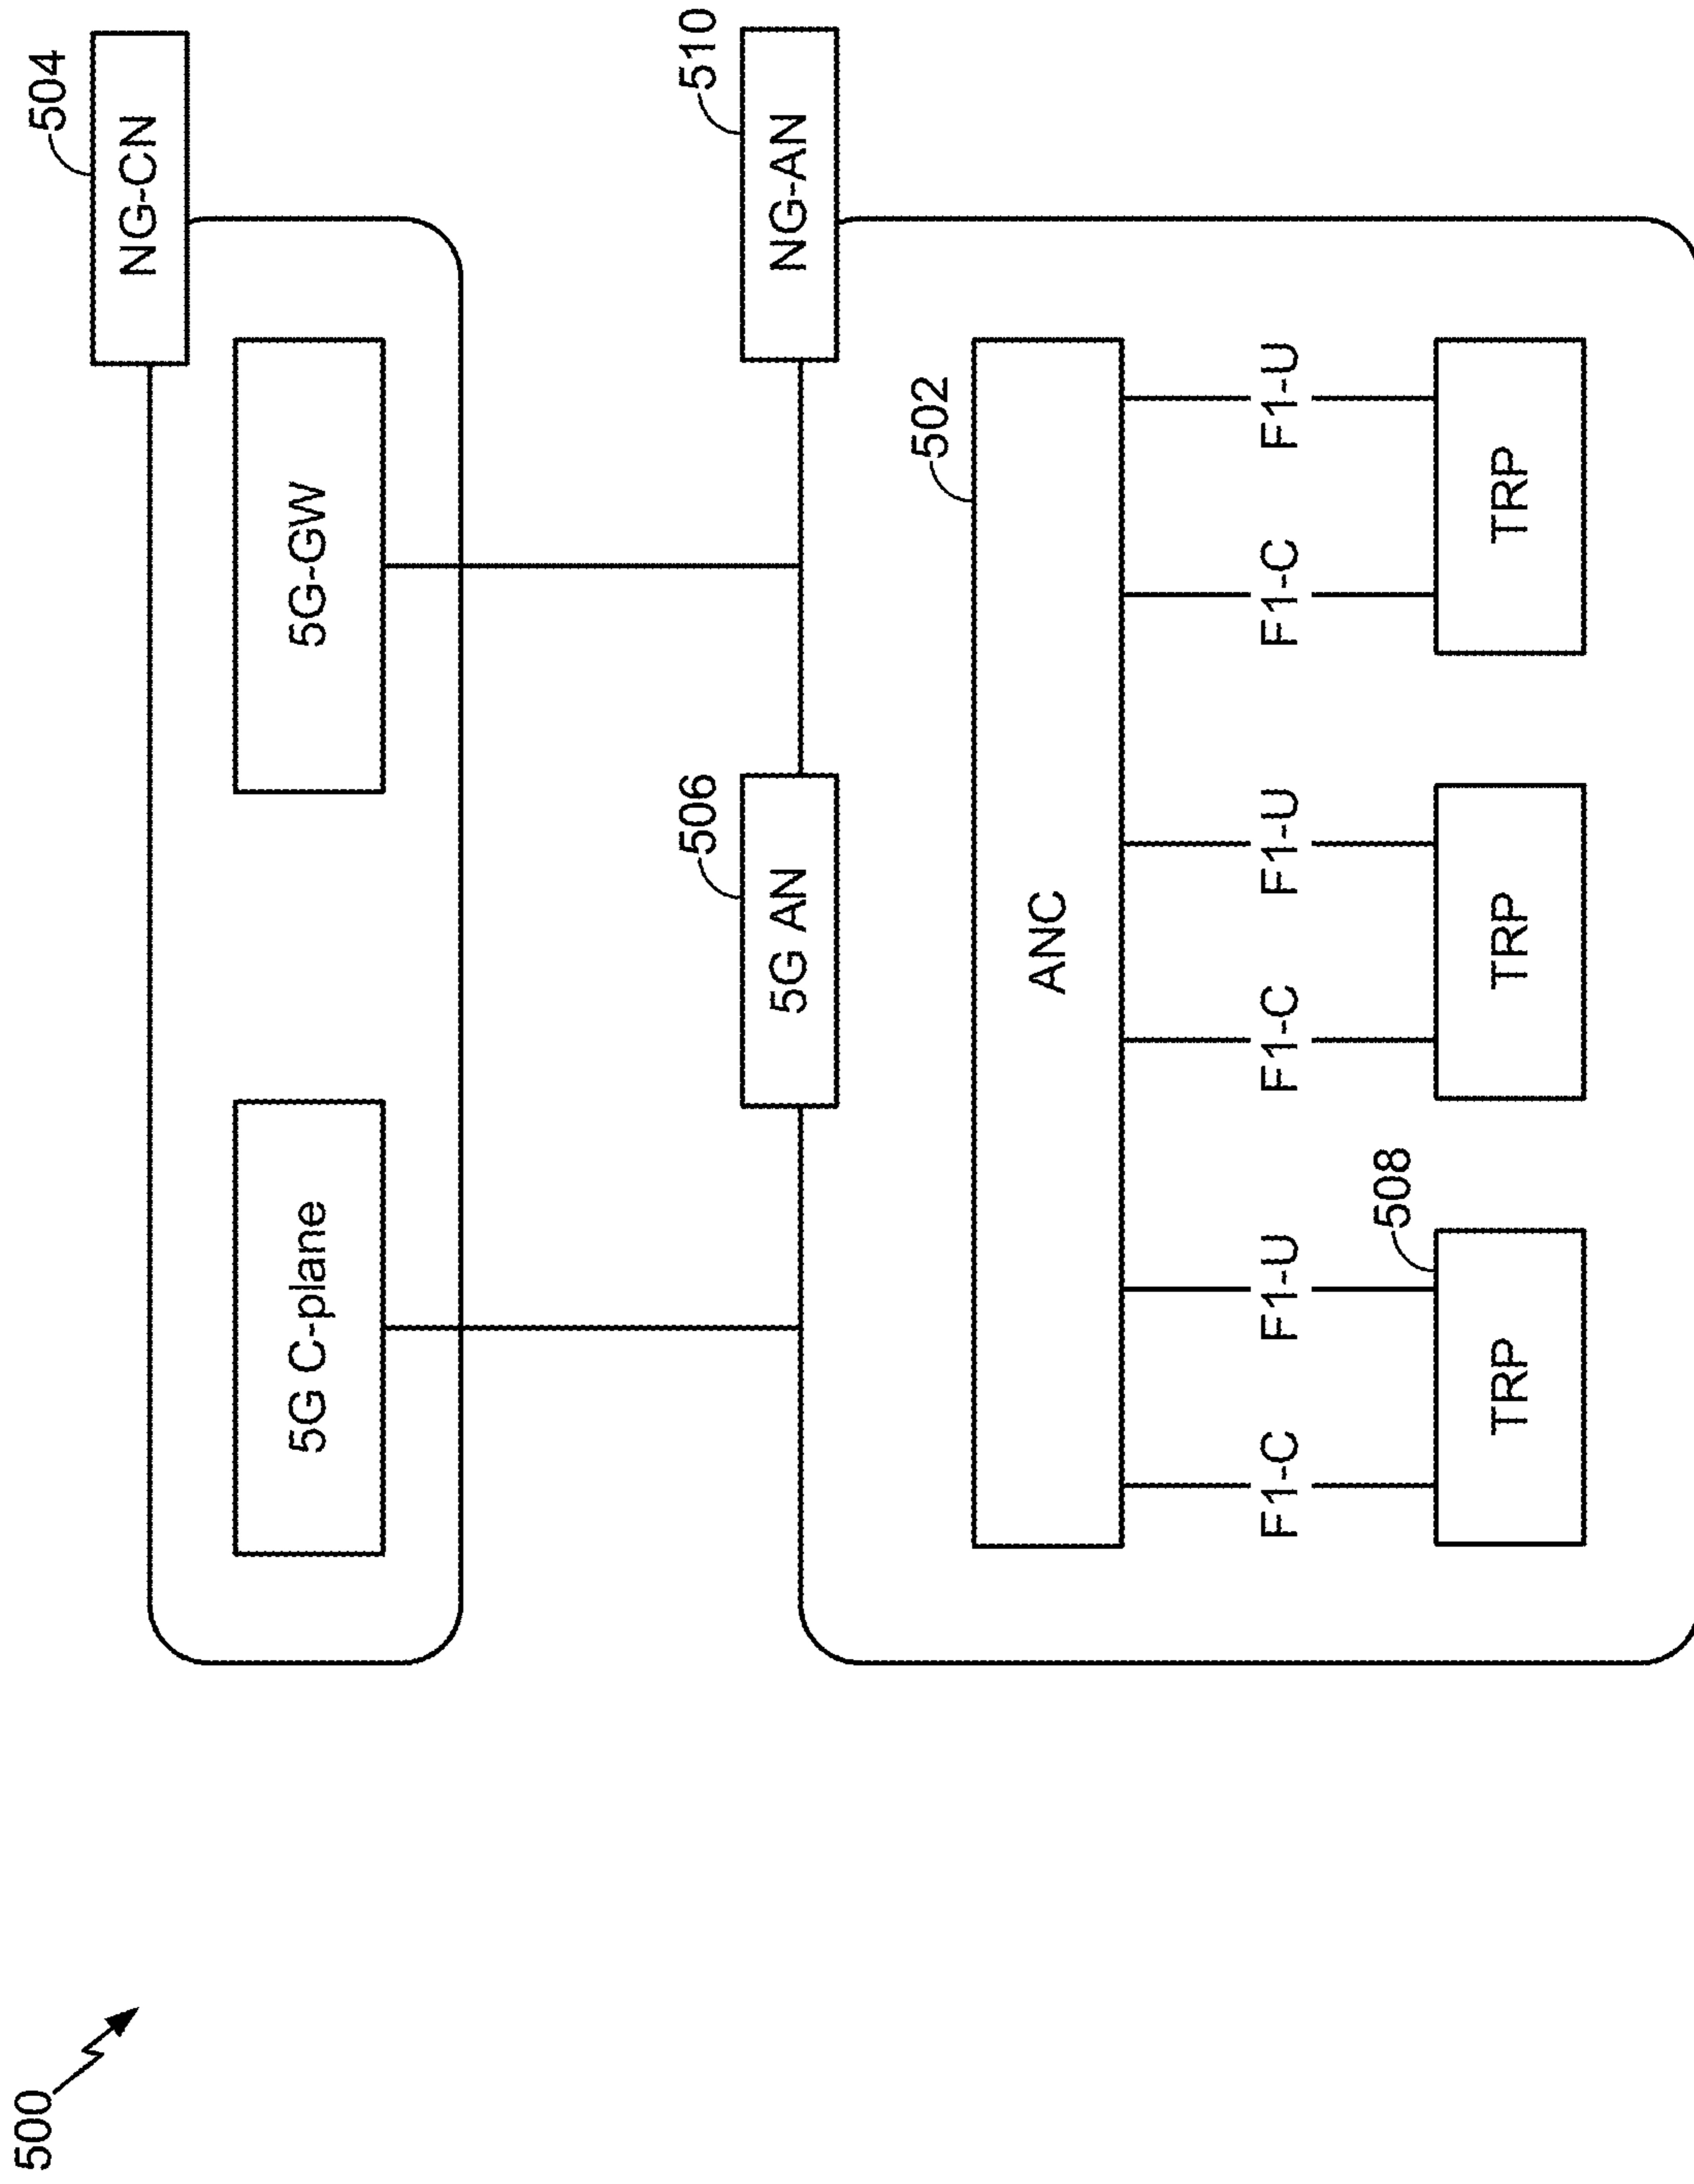 500
504
NG-CN
5G C-plane
5G-GW
506
510
5G AN
NG-AN
502
ANC
F1-C
F1-U
F1-C
F1-U
F1-C
F1-U
508
TRP
TRP
TRP